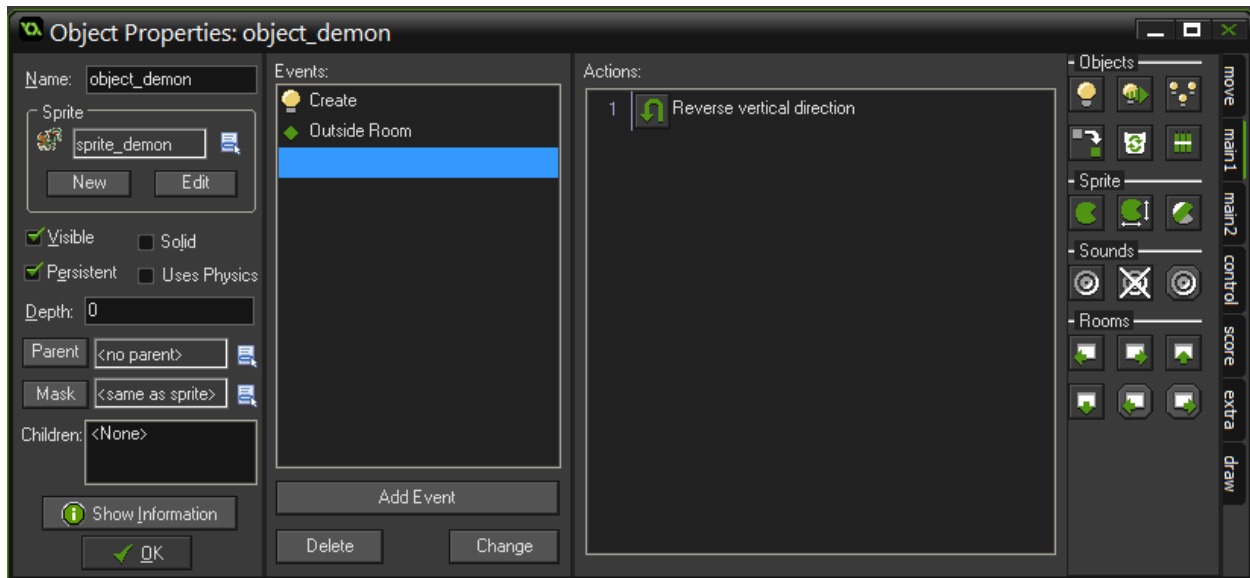 Object Properties: object_demon
Name: object_demon
Sprite
sprite_demon
New Edit
Visible Solid
Persistent Uses Physics
Depth: 0
Parent <no parent>
Mask <same as sprite>
Children: <None>
Show Information
OK
Events:
Create
Outside Room
Add Event
Delete Change
Actions:
1 Reverse vertical direction
Objects
Sprite
Sounds
Rooms
move
main1
main2
control
score
extra
draw